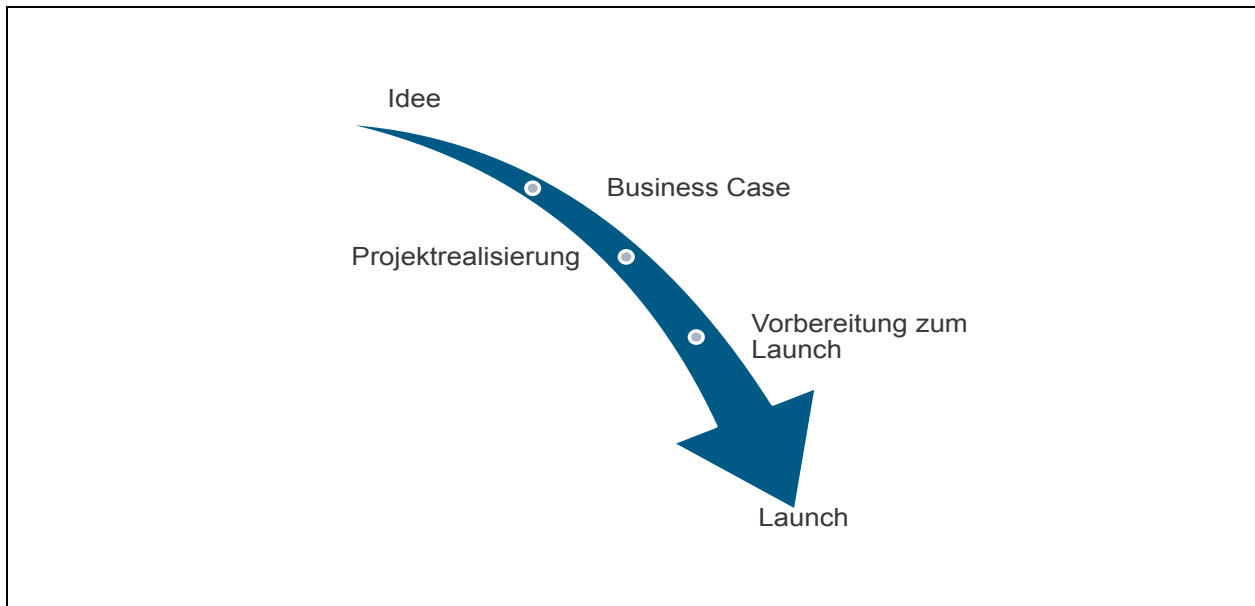 Idee
Business Case
Projektrealisierung
Vorbereitung zum
Launch
Launch